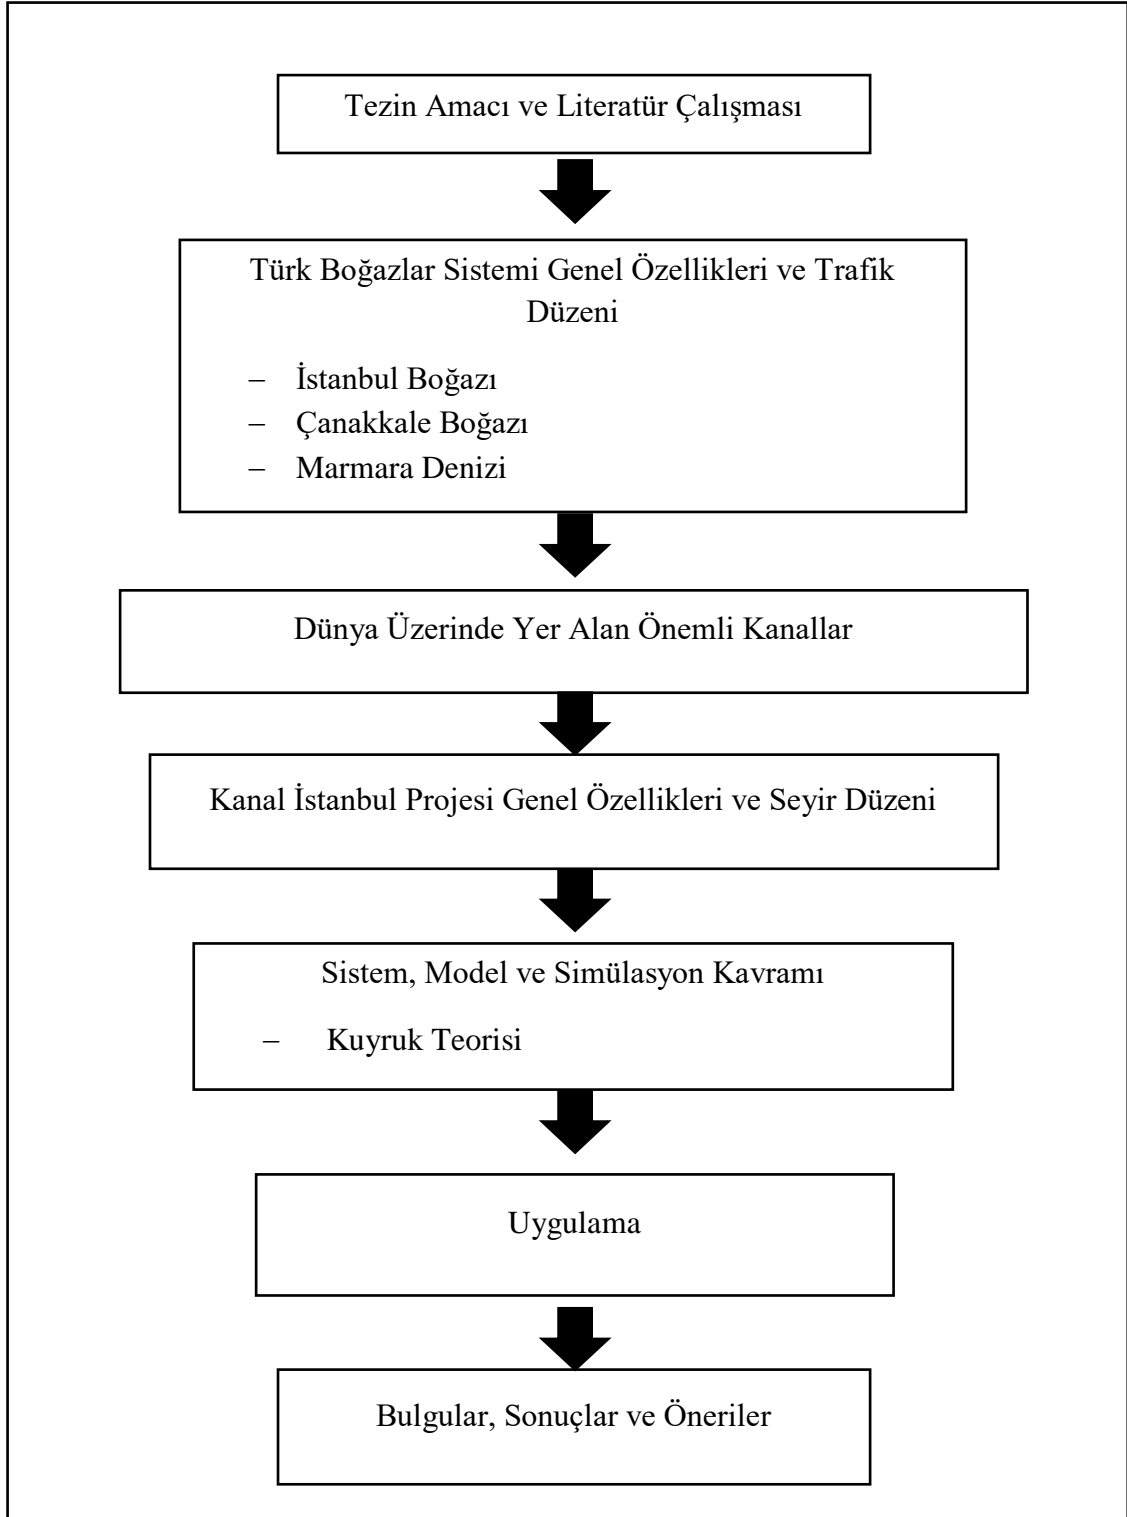 Tezin Amacı ve Literatür Çalışması
Türk Boğazlar Sistemi Genel Özellikleri ve Trafik
Düzeni
– İstanbul Boğazı
– Çanakkale Boğazı
– Marmara Denizi
Dünya Üzerinde Yer Alan Önemli Kanallar
Kanal İstanbul Projesi Genel Özellikleri ve Seyir Düzeni
Sistem, Model ve Simülasyon Kavramı
– Kuyruk Teorisi
Uygulama
Bulgular, Sonuçlar ve Öneriler